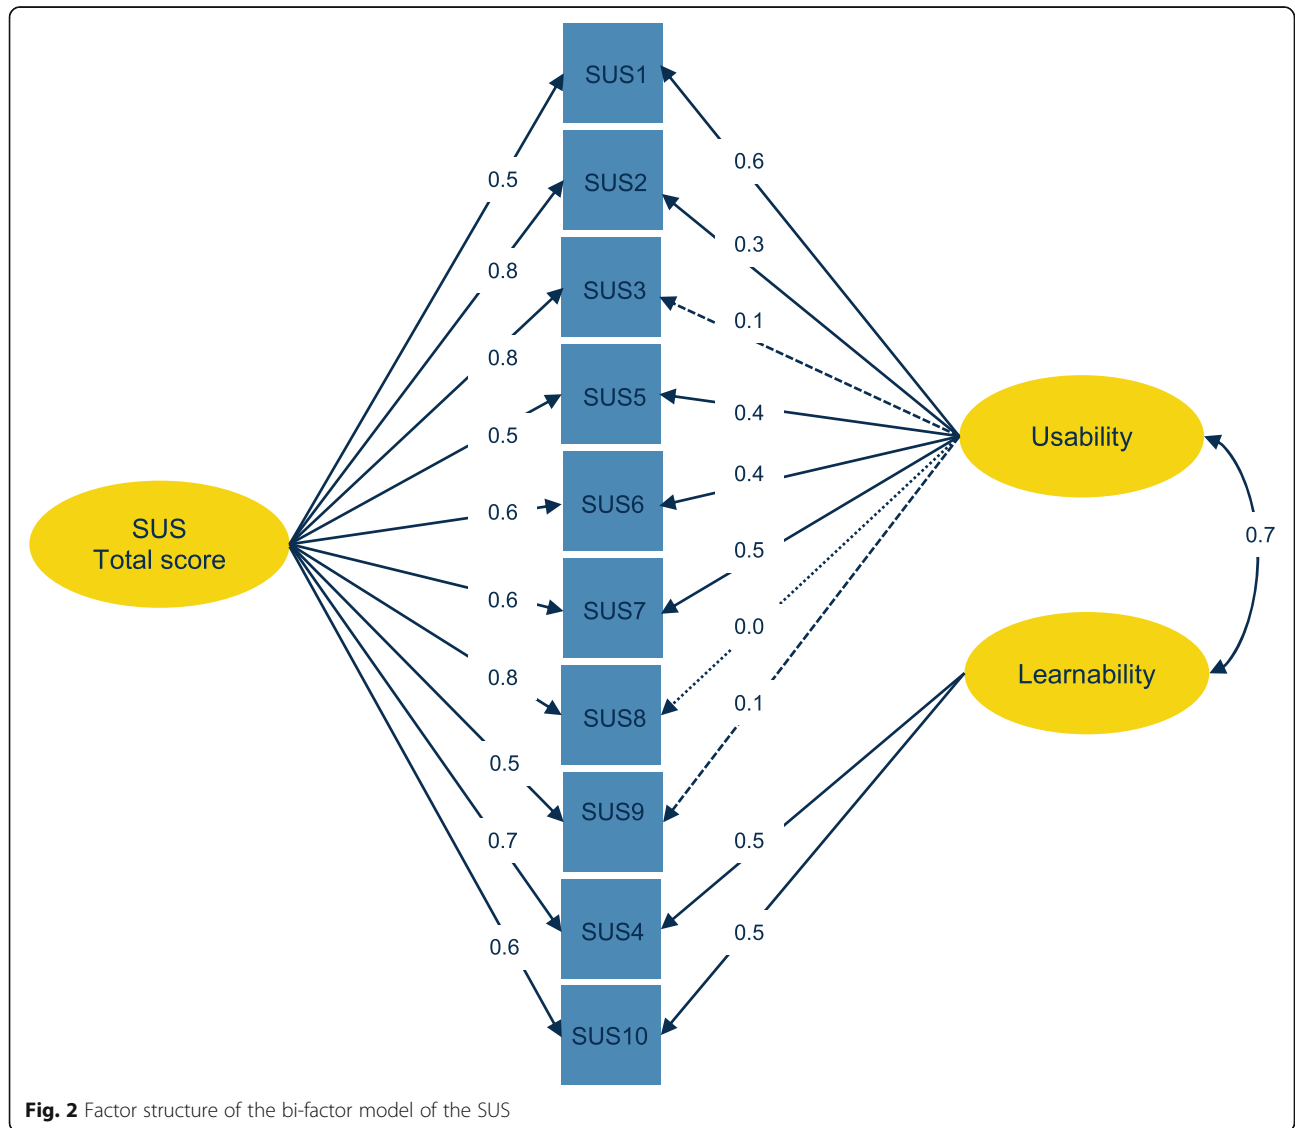 SUS1
0.6
0.5
SUS2
0.3
0.8
SUS3
0.1
0.8
SUS5
0.4
0.5
Usability
SUS6
0.4
0.6
SUS
Total score
0.5
0.7
0.6
SUS7
0.0
0.8
Learnability
SUS8
0.1
0.5
SUS9
0.7
0.5
SUS4
0.5
0.6
SUS10
Fig. 2 Factor structure of the bi-factor model of the SUS